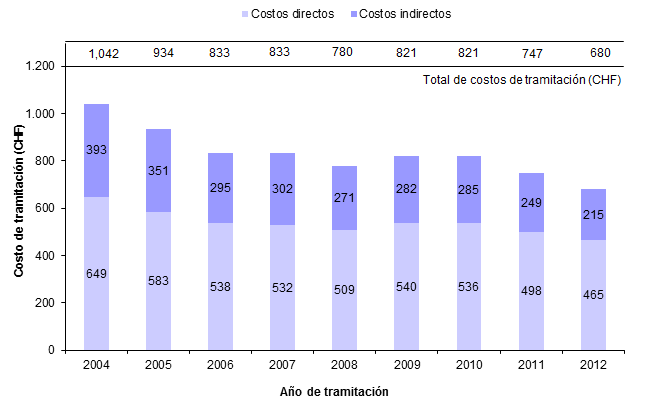 Costos directos Costos indirectos
1,042 934 833 833 780 821 821 747 680
Total de costos de tramitación (CHF)
1.200
1.000
800
600
400
200
0
Costo de tramitación (CHF)
393 351 295 302 271 282 285 249 215
649 583 538 532 509 540 536 498 465
2004 2005 2006 2007 2008 2009 2010 2011 2012
Año de tramitación